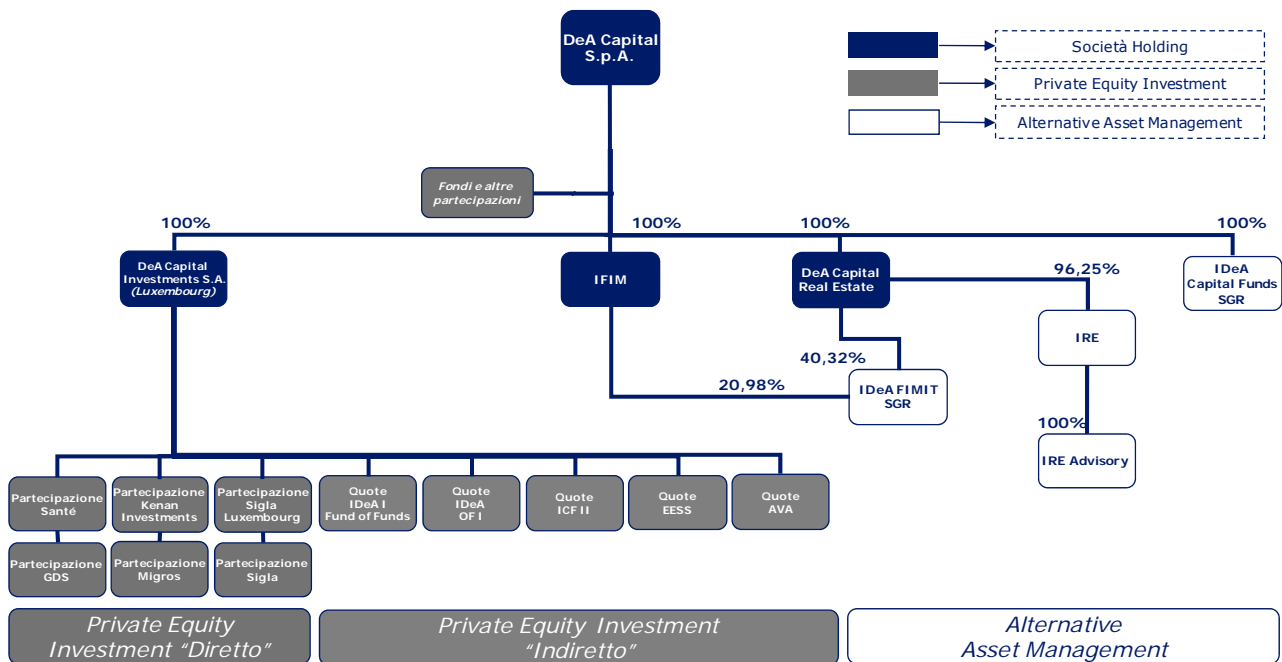 DeA Capital
S.p.A.
Società Holding
Private Equity Investment
Alternative Asset Management
Fondi e altre
partecipazioni
100%
100%
100%
100%
DeA Capital
Investments S.A.
(Luxembourg)
IFIM
DeA Capital
Real Estate
96,25%
IDeA
Capital Funds
SGR
IRE
40,32%
20,98%
IDeA FIMIT
SGR
100%
IRE Advisory
Partecipazione
Santé
Partecipazione
Kenan
Investments
Partecipazione
Sigla
Luxembourg
Quote
IDeA I
Fund of Funds
Quote
IDeA
OF I
Quote
ICF II
Quote
EESS
Quote
AVA
Partecipazione
GDS
Partecipazione
Migros
Partecipazione
Sigla
Private Equity
Investment “Diretto”
Private Equity Investment
“Indiretto”
Alternative
Asset Management